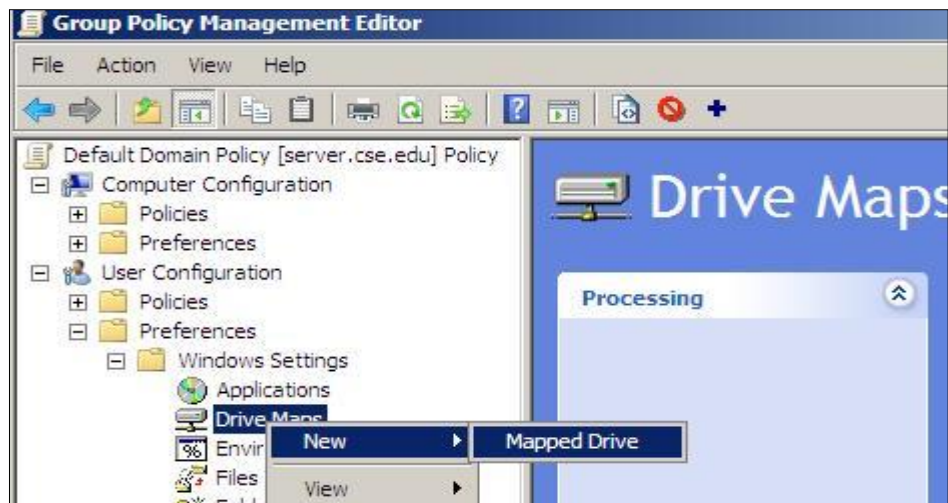 Group Policy Management Editor
File Action View Help
Default Domain Policy [server.cse.edu] Policy
Computer Configuration
Policies
Preferences
User Configuration
Policies
Preferences
Windows Settings
Applications
Drive Maps
Envir
Files
New
Mapped Drive
View
Drive Maps
Processing